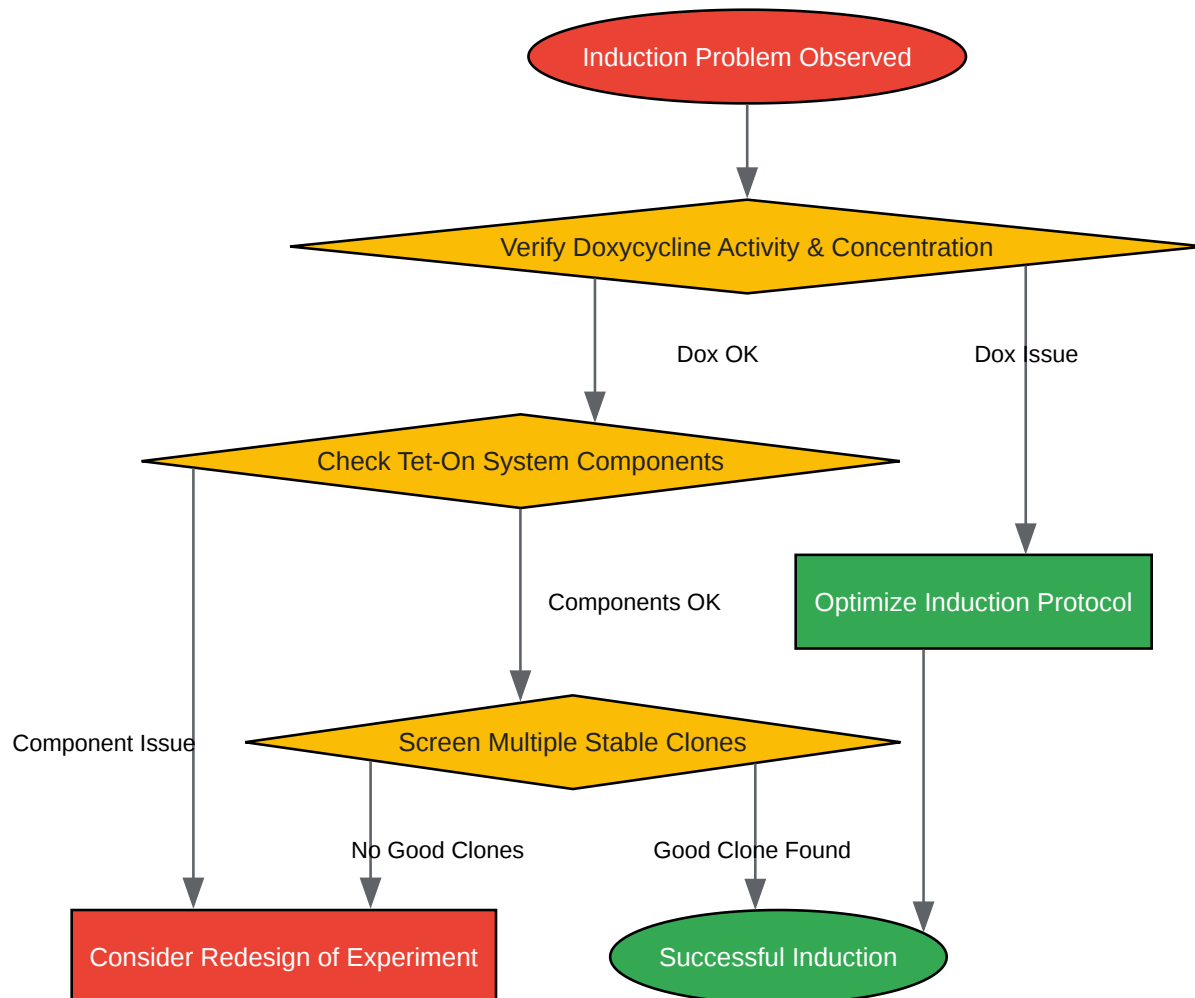 Induction Problem Observed
Verify Doxycycline Activity & Concentration
Dox OK
Dox Issue
Check Tet-On System Components
Components OK
Optimize Induction Protocol
Component Issue
Screen Multiple Stable Clones
No Good Clones
Good Clone Found
Consider Redesign of Experiment
Successful Induction